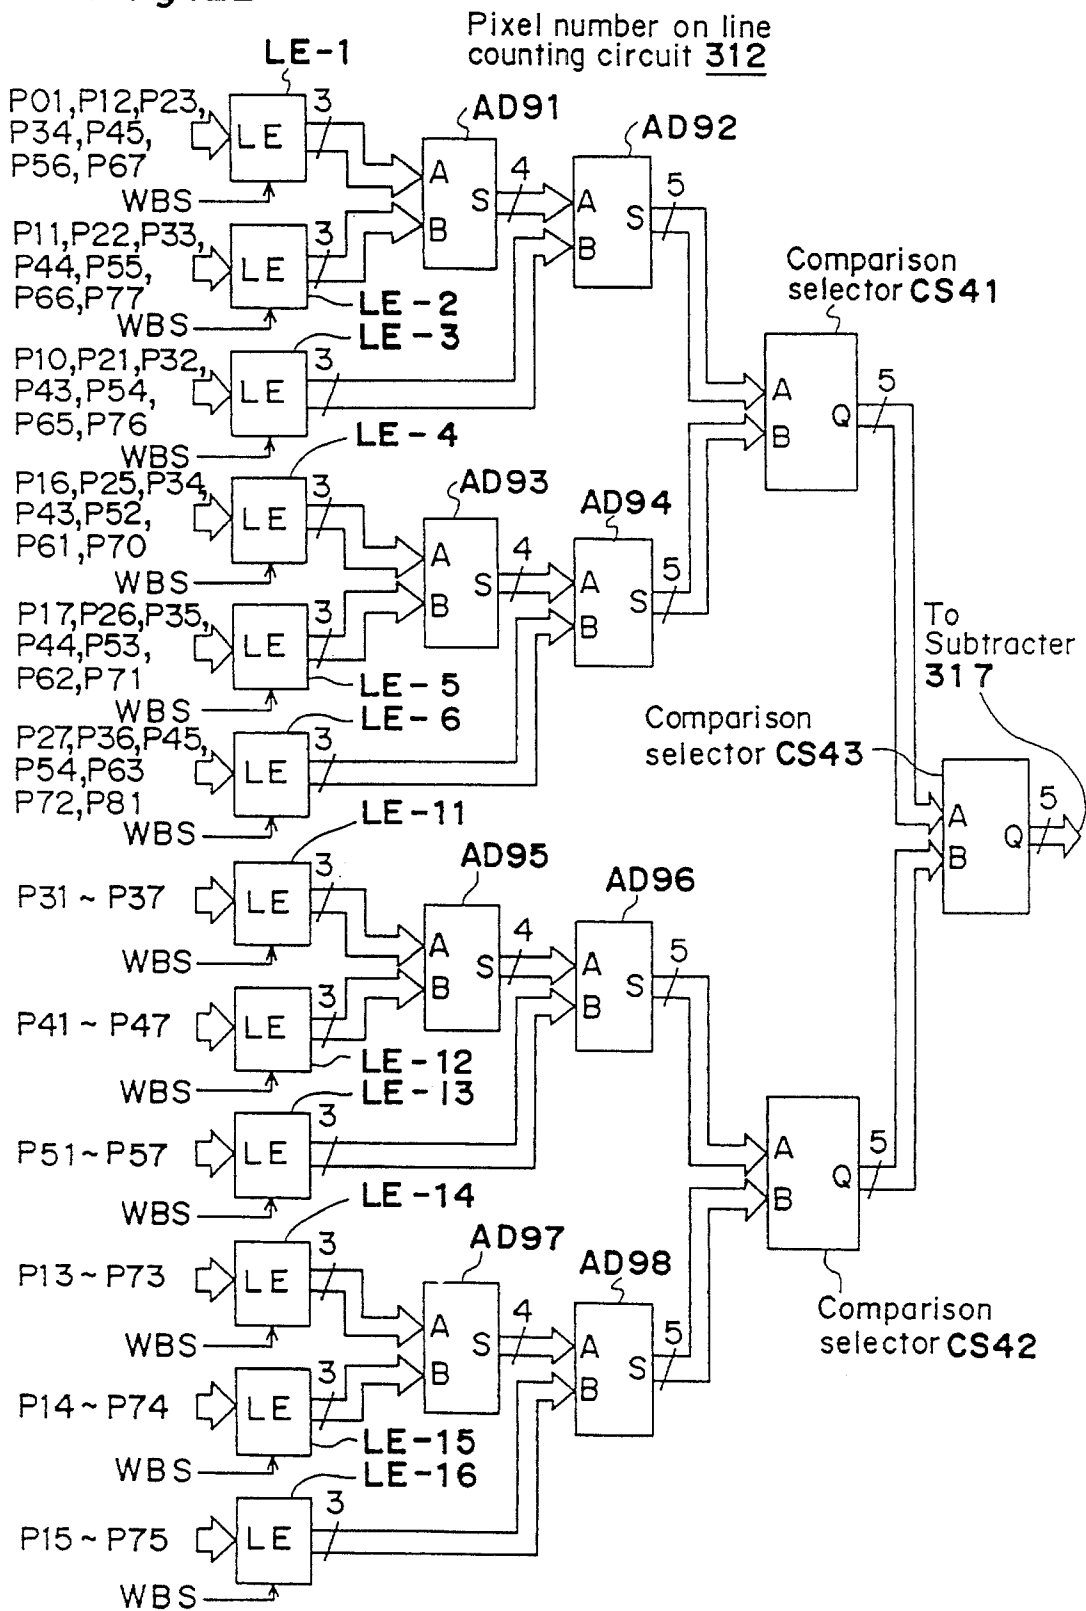 Pixel number on line
counting circuit 312
LE-1
P01,P12,P23,
P34,P45,
P56,P67
LE
3
WBS
AD91
A
B
S
4
AD92
A
B
S
5
P11,P22,P33,
P44,P55,
P66,P77
LE
3
WBS
LE-2
LE-3
P10,P21,P32,
P43,P54,
P65,P76
LE
3
WBS
Comparison
selector CS41
A
B
Q
5
LE-4
P16,P25,P34,
P43,P52,
P61,P70
LE
3
WBS
AD93
A
B
S
4
AD94
A
B
S
5
P17,P26,P35,
P44,P53,
P62,P71
LE
3
WBS
LE-5
LE-6
P27,P36,P45,
P54,P63
P72,P81
LE
3
WBS
To
Subtracter
317
Comparison
selector CS43
A
B
Q
5
LE-11
P31~P37
LE
3
WBS
AD95
A
B
S
4
AD96
A
B
S
5
P41~P47
LE
3
WBS
LE-12
LE-13
P51~P57
LE
3
WBS
A
B
Q
5
Comparison
selector CS42
LE-14
P13~P73
LE
3
WBS
AD97
A
B
S
4
AD98
A
B
S
5
P14~P74
LE
3
WBS
LE-15
LE-16
P15~P75
LE
3
WBS